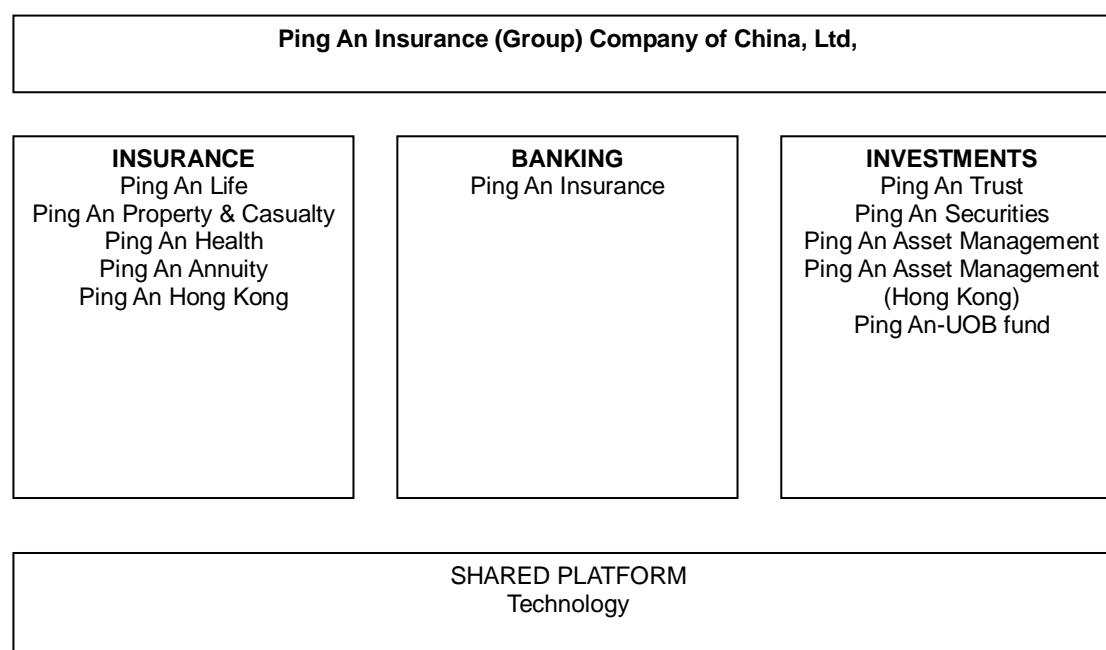 Ping An Insurance (Group) Company of China, Ltd,
INSURANCE
Ping An Life
Ping An Property & Casualty
Ping An Health
Ping An Annuity
Ping An Hong Kong
BANKING
Ping An Insurance
INVESTMENTS
Ping An Trust
Ping An Securities
Ping An Asset Management
Ping An Asset Management
(Hong Kong)
Ping An-UOB fund
SHARED PLATFORM
Technology